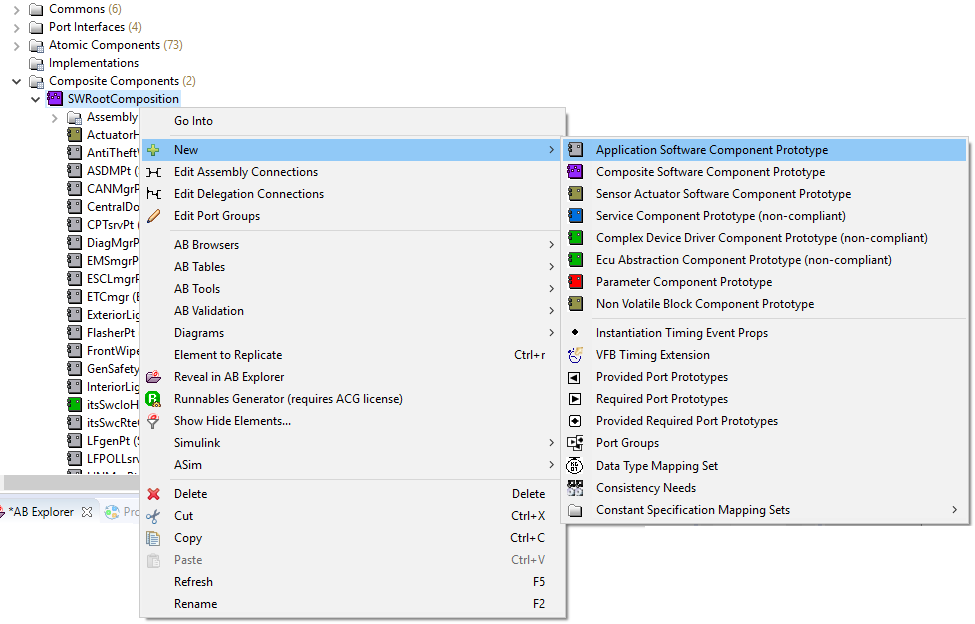 Commons (6)
Port Interfaces (4)
Atomic Components (73)
Implementations
Composite Components (2)
SWRootComposition
Assembly
ActuatorH
AntiTheft
ASDMPt (
CANMgrP
CentralDo
CPTsrvPt (
DiagMgrP
EMSmgrP
ESCLmgrP
ETCmgr (E
ExteriorLig
FlasherPt
FrontWipe
GenSafety
InteriorLig
itsSwcIoH
itsSwcRte
LFgenPt (S
LFPOLLsrv
*AB Explorer
Pro
Go Into
New
Edit Assembly Connections
Edit Delegation Connections
Edit Port Groups
AB Browsers
AB Tables
AB Tools
AB Validation
Diagrams
Element to Replicate Ctrl+r
Reveal in AB Explorer
Runnables Generator (requires ACG license)
Show Hide Elements...
Simulink
ASim
Delete Delete
Cut Ctrl+X
Copy Ctrl+C
Paste Ctrl+V
Refresh F5
Rename F2
Application Software Component Prototype
Composite Software Component Prototype
Sensor Actuator Software Component Prototype
Service Component Prototype (non-compliant)
Complex Device Driver Component Prototype (non-compliant)
Ecu Abstraction Component Prototype (non-compliant)
Parameter Component Prototype
Non Volatile Block Component Prototype
Instantiation Timing Event Props
VFB Timing Extension
Provided Port Prototypes
Required Port Prototypes
Provided Required Port Prototypes
Port Groups
Data Type Mapping Set
Consistency Needs
Constant Specification Mapping Sets